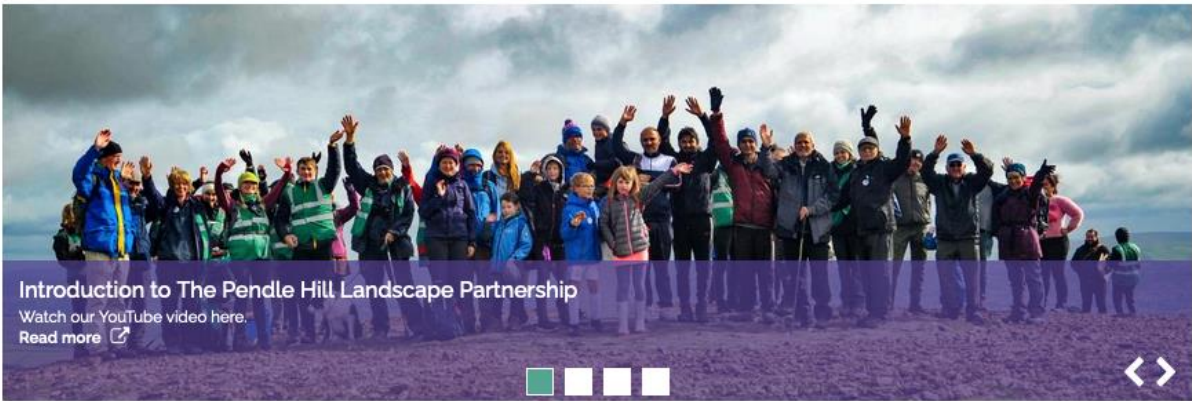 Introduction to The Pendle Hill Landscape Partnership
Watch our YouTube video here.
Read more